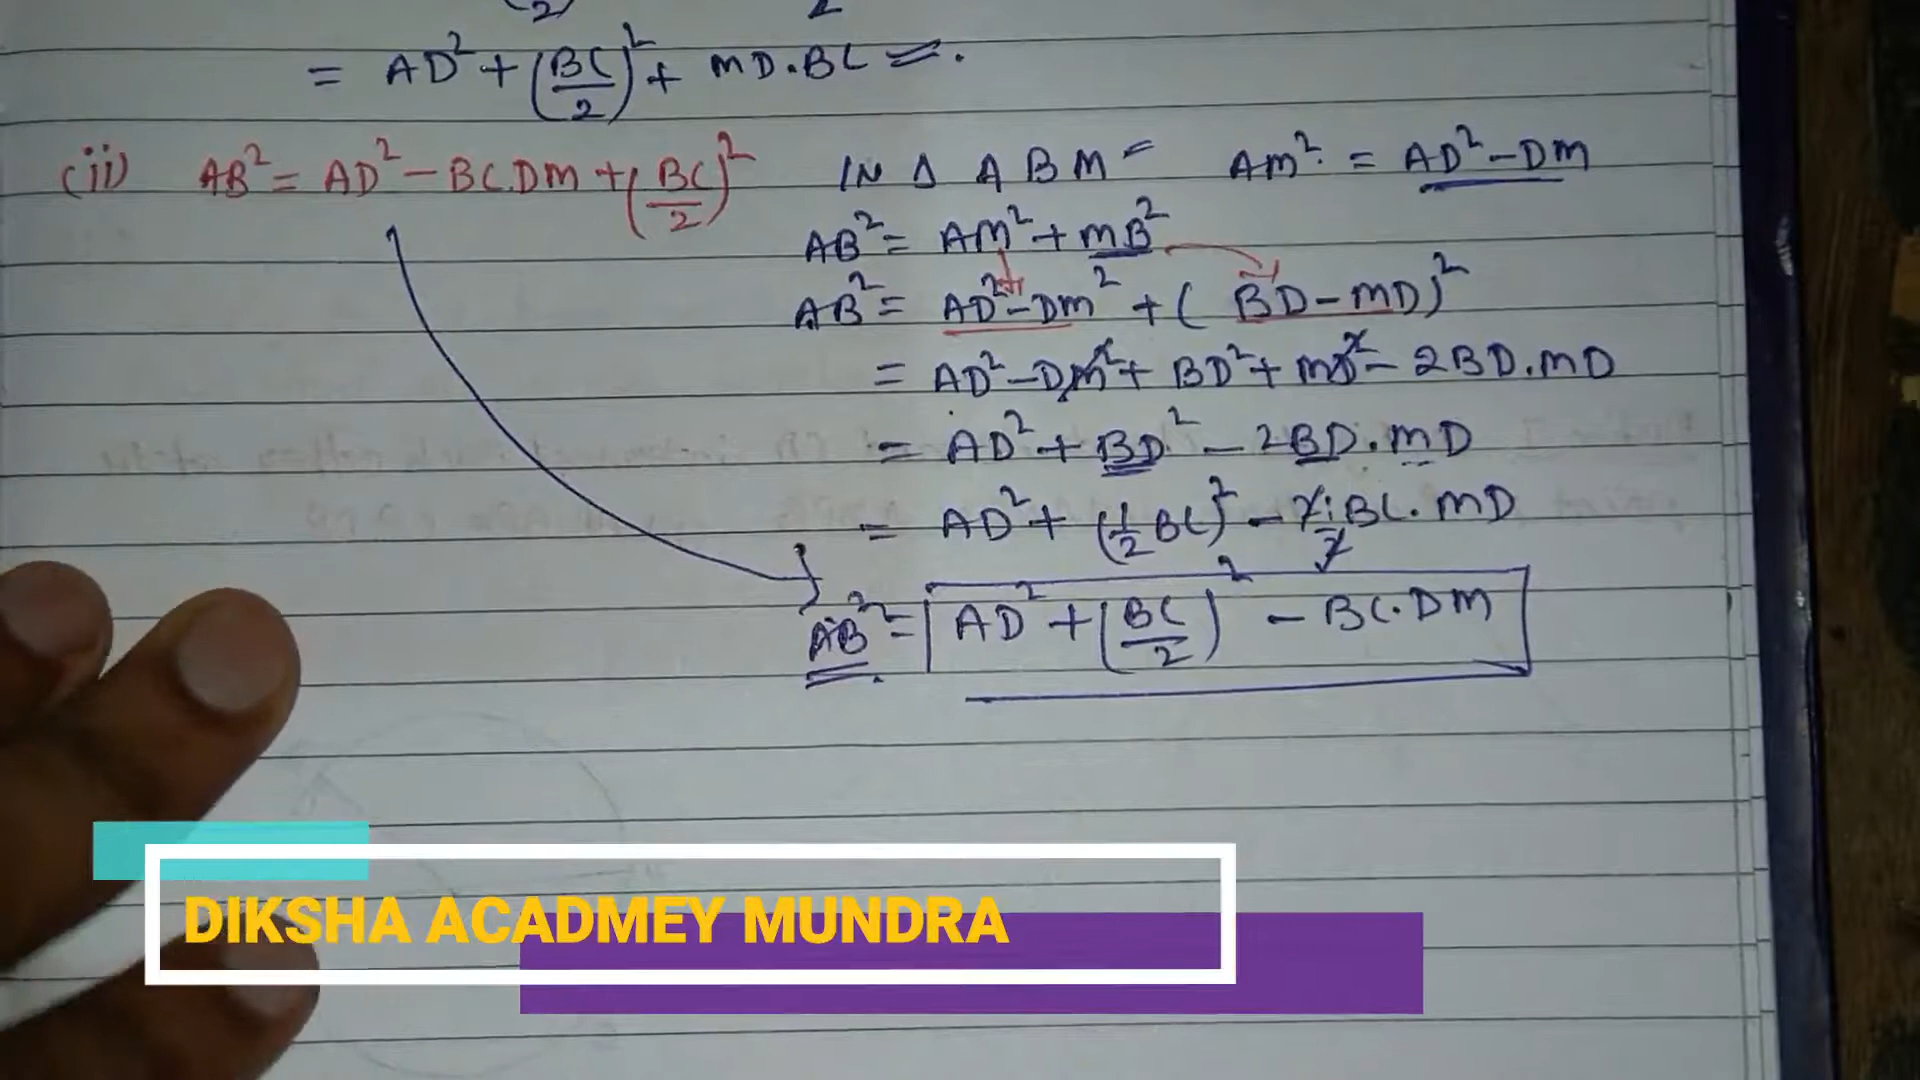 = AD² + (BC/2)² + MD.BC =.
(ii) AB² = AD² - BC.DM + (BC/2)²
IN Δ ABM = AM² = AD² - DM
AB² = AM² + MB²
AB² = AD² - DM² + (BD - MD)²
= AD² - DM² + BD² + MD² - 2BD.MD
= AD² + BD² - 2BD.MD
= AD² + (1/2 BC)² - 2·1/2 BC.MD
AB² = AD² + (BC/2)² - BC.DM
DIKSHA ACADMEY MUNDRA